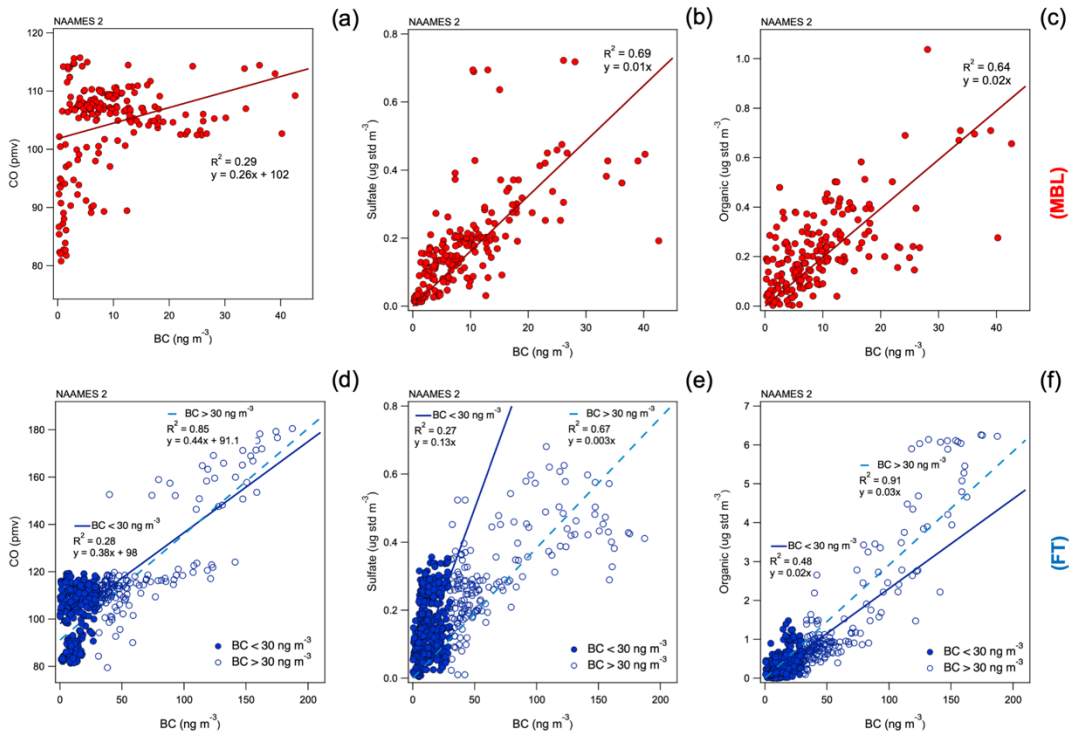 NAAMES 2
(a)
CO (pmv)
120
110
100
90
80
R² = 0.29
y = 0.26x + 102
0
10
20
30
40
BC (ng m⁻³)
NAAMES 2
(b)
Sulfate (ug std m⁻³)
0.8
0.6
0.4
0.2
0.0
R² = 0.69
y = 0.01x
0
10
20
30
40
BC (ng m⁻³)
NAAMES 2
(c)
Organic (ug std m⁻³)
1.0
0.8
0.6
0.4
0.2
0.0
R² = 0.64
y = 0.02x
0
10
20
30
40
BC (ng m⁻³)
(MBL)
NAAMES 2
(d)
CO (pmv)
180
160
140
120
100
80
BC > 30 ng m⁻³
R² = 0.85
y = 0.44x + 91.1
BC < 30 ng m⁻³
R² = 0.28
y = 0.38x + 98
BC < 30 ng m⁻³
BC > 30 ng m⁻³
0
50
100
150
200
BC (ng m⁻³)
NAAMES 2
(e)
Sulfate (ug std m⁻³)
0.8
0.6
0.4
0.2
0.0
BC < 30 ng m⁻³
R² = 0.27
y = 0.13x
BC > 30 ng m⁻³
R² = 0.67
y = 0.003x
BC < 30 ng m⁻³
BC > 30 ng m⁻³
0
50
100
150
200
BC (ng m⁻³)
NAAMES 2
(f)
Organic (ug std m⁻³)
7
6
5
4
3
2
1
0
BC > 30 ng m⁻³
R² = 0.91
y = 0.03x
BC < 30 ng m⁻³
R² = 0.48
y = 0.02x
BC < 30 ng m⁻³
BC > 30 ng m⁻³
0
50
100
150
200
BC (ng m⁻³)
(FT)